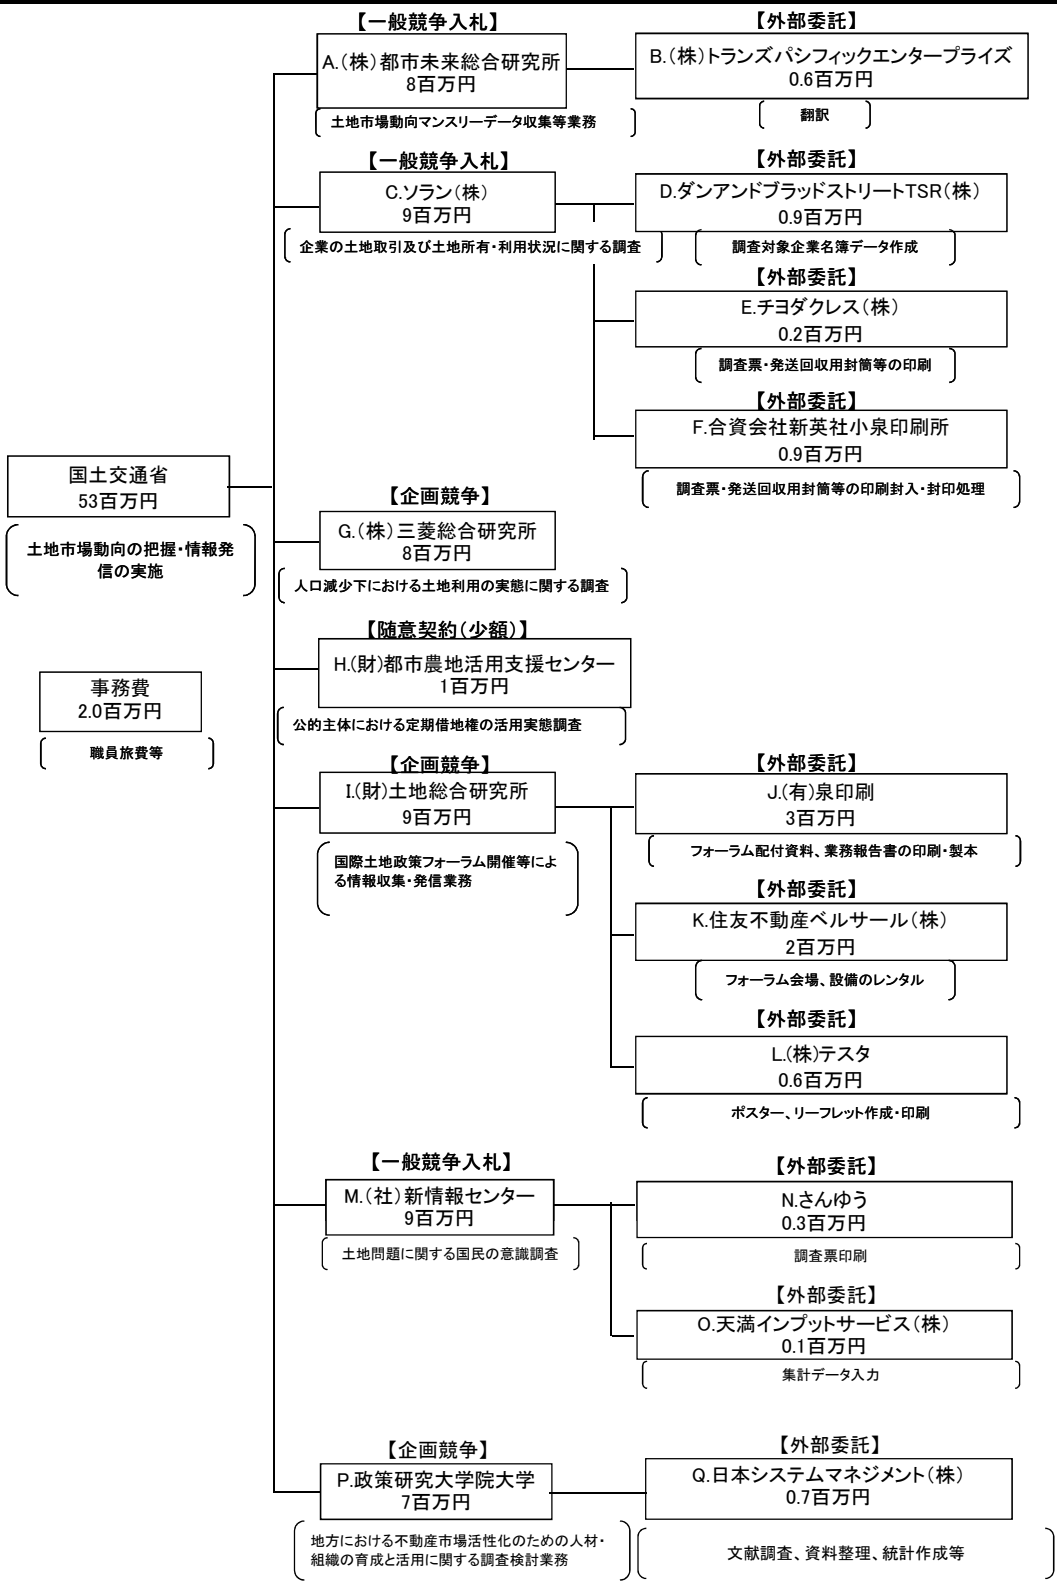 【一般競争入札】
A.(株)都市未来総合研究所
8百万円
土地市場動向マンスリーデータ収集等業務
【外部委託】
B.(株)トランズパシフィックエンタープライズ
0.6百万円
翻訳
【一般競争入札】
C.ソラン(株)
9百万円
企業の土地取引及び土地所有・利用状況に関する調査
【外部委託】
D.ダンアンドブラッドストリートTSR(株)
0.9百万円
調査対象企業名簿データ作成
【外部委託】
E.チヨダクレス(株)
0.2百万円
調査票・発送回収用封筒等の印刷
【外部委託】
F.合資会社新英社小泉印刷所
0.9百万円
調査票・発送回収用封筒等の印刷封入・封印処理
国土交通省
53百万円
土地市場動向の把握・情報発
信の実施
事務費
2.0百万円
職員旅費等
【企画競争】
G.(株)三菱総合研究所
8百万円
人口減少下における土地利用の実態に関する調査
【随意契約(少額)】
H.(財)都市農地活用支援センター
1百万円
公的主体における定期借地権の活用実態調査
【企画競争】
I.(財)土地総合研究所
9百万円
国際土地政策フォーラム開催等によ
る情報収集・発信業務
【外部委託】
J.(有)泉印刷
3百万円
フォーラム配付資料、業務報告書の印刷・製本
【外部委託】
K.住友不動産ベルサール(株)
2百万円
フォーラム会場、設備のレンタル
【外部委託】
L.(株)テスタ
0.6百万円
ポスター、リーフレット作成・印刷
【一般競争入札】
M.(社)新情報センター
9百万円
土地問題に関する国民の意識調査
【外部委託】
N.さんゆう
0.3百万円
調査票印刷
【外部委託】
O.天満インプットサービス(株)
0.1百万円
集計データ入力
【企画競争】
P.政策研究大学院大学
7百万円
地方における不動産市場活性化のための人材・
組織の育成と活用に関する調査検討業務
【外部委託】
Q.日本システムマネジメント(株)
0.7百万円
文献調査、資料整理、統計作成等